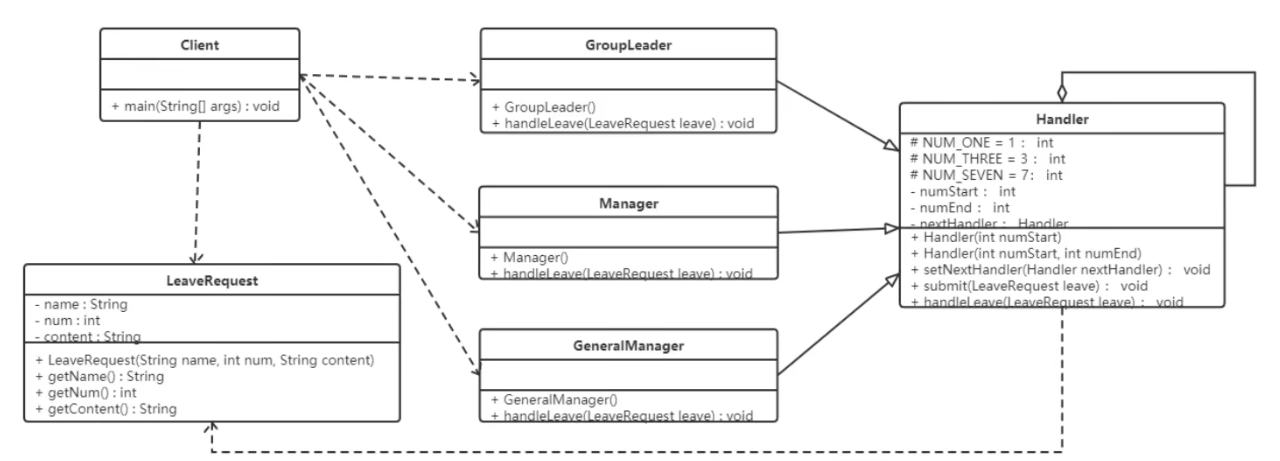 Client
+ main(String[] args) : void
GroupLeader
+ GroupLeader()
+ handleLeave(LeaveRequest leave) : void
Handler
# NUM_ONE = 1 : int
# NUM_THREE = 3 : int
# NUM_SEVEN = 7: int
- numStart : int
- numEnd : int
- nextHandler : Handler
+ Handler(int numStart)
+ Handler(int numStart, int numEnd)
+ setNextHandler(Handler nextHandler) : void
+ submit(LeaveRequest leave) : void
+ handleLeave(LeaveRequest leave) : void
Manager
+ Manager()
+ handleLeave(LeaveRequest leave) : void
LeaveRequest
- name : String
- num : int
- content : String
+ LeaveRequest(String name, int num, String content)
+ getName() : String
+ getNum() : int
+ getContent() : String
GeneralManager
+ GeneralManager()
+ handleLeave(LeaveRequest leave) : void